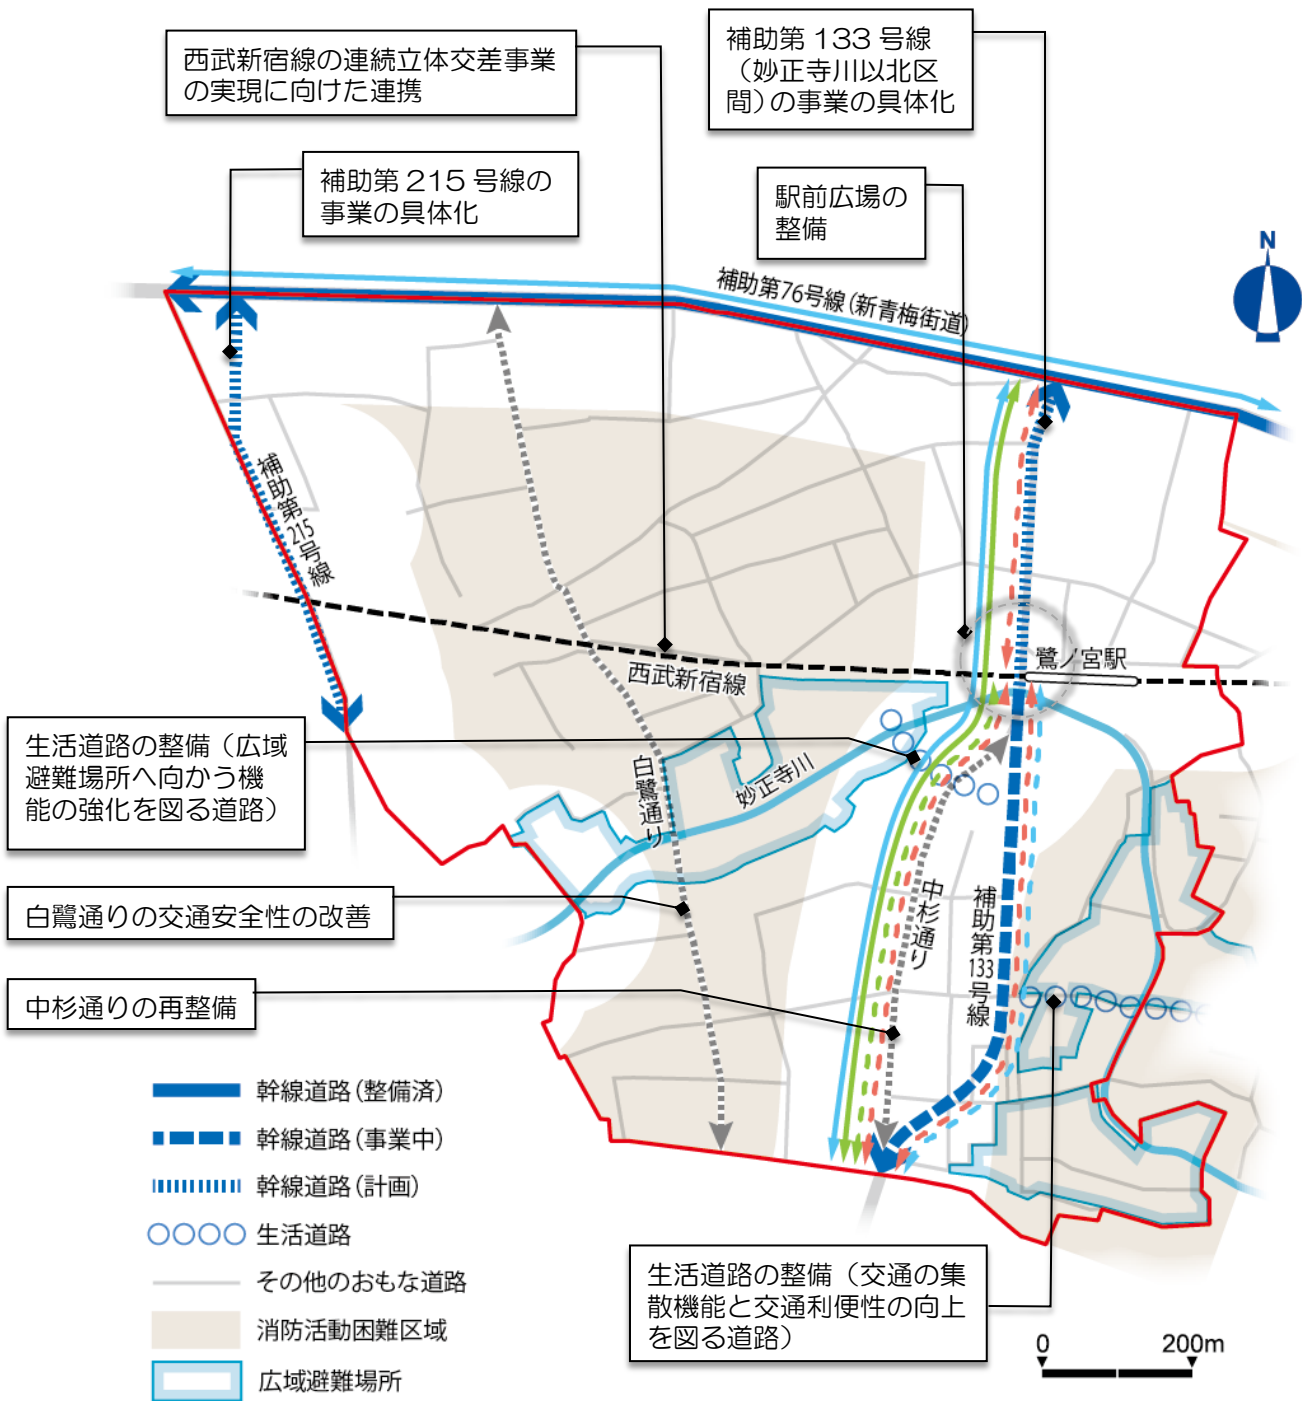 西武新宿線の連続立体交差事業
の実現に向けた連携
補助第 133 号線
（妙正寺川以北区
間）の事業の具体化
補助第 215 号線の
事業の具体化
駅前広場の
整備
N
補助第76号線（新青梅街道）
補助第215号線
西武新宿線
鷺ノ宮駅
生活道路の整備（広域
避難場所へ向かう機
能の強化を図る道路）
白鷺通り
妙正寺川
白鷺通りの交通安全性の改善
中杉通り
補助第133号線
中杉通りの再整備
幹線道路（整備済）
幹線道路（事業中）
幹線道路（計画）
生活道路
その他のおもな道路
消防活動困難区域
広域避難場所
生活道路の整備（交通の集
散機能と交通利便性の向上
を図る道路）
0 200m